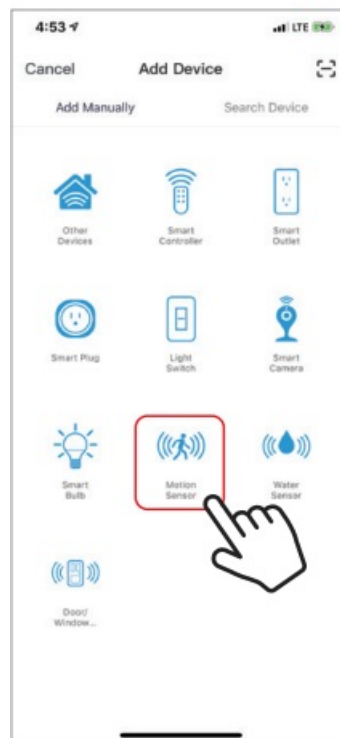 4:53
LTE
Cancel
Add Device
Add Manually
Search Device
Other
Devices
Smart
Controller
Smart
Outlet
Smart Plug
Light
Switch
Smart
Camera
Smart
Bulb
Motion
Sensor
Water
Sensor
Door/
Window...